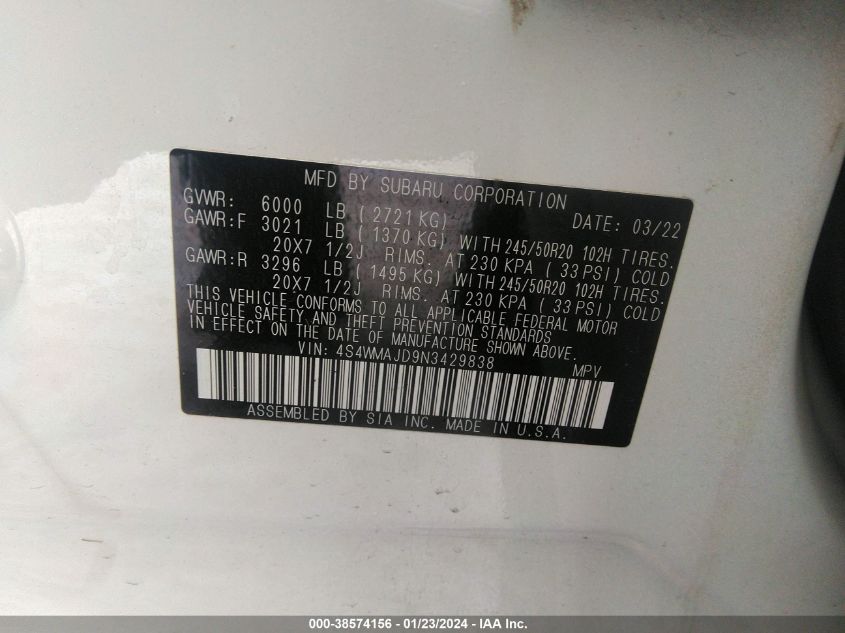 MFD BY SUBARU CORPORATION
GVWR: 6000 LB ( 2721 KG) DATE: 03/22
GAWR:F 3021 LB ( 1370 KG) WITH 245/50R20 102H TIRES.
20X7 1/2J RIMS. AT 230 KPA ( 33 PSI) COLD
GAWR:R 3296 LB ( 1495 KG) WITH 245/50R20 102H TIRES.
20X7 1/2J RIMS. AT 230 KPA ( 33 PSI) COLD
THIS VEHICLE CONFORMS TO ALL APPLICABLE FEDERAL MOTOR
VEHICLE SAFETY AND THEFT PREVENTION STANDARDS
IN EFFECT ON THE DATE OF MANUFACTURE SHOWN ABOVE.
VIN: 4S4WMAJD9N3429838 MPV
ASSEMBLED BY SIA INC. MADE IN U.S.A.
000-38574156 - 01/23/2024 - IAA Inc.